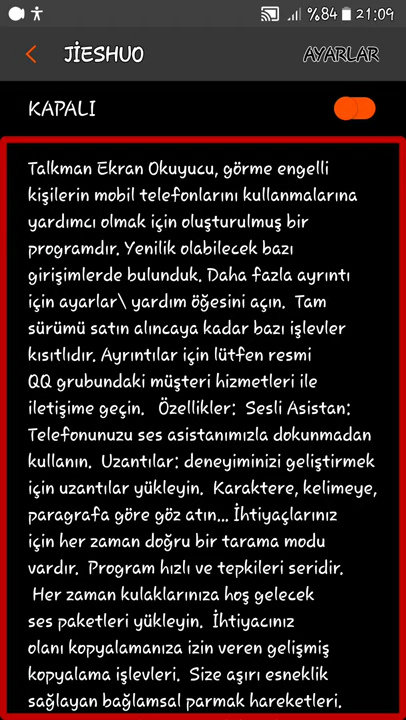 %84 21:09
JİESHUO AYARLAR
KAPALI
Talkman Ekran Okuyucu, görme engelli
kişilerin mobil telefonlarını kullanmalarına
yardımcı olmak için oluşturulmuş bir
programdır. Yenilik olabilecek bazı
girişimlerde bulunduk. Daha fazla ayrıntı
için ayarlar\ yardım öğesini açın. Tam
sürümü satın alıncaya kadar bazı işlevler
kısıtlıdır. Ayrıntılar için lütfen resmi
QQ grubundaki müşteri hizmetleri ile
iletişime geçin. Özellikler: Sesli Asistan:
Telefonunuzu ses asistanımızla dokunmadan
kullanın. Uzantılar: deneyiminizi geliştirmek
için uzantılar yükleyin. Karaktere, kelimeye,
paragrafa göre göz atın... İhtiyaçlarınız
için her zaman doğru bir tarama modu
vardır. Program hızlı ve tepkileri seridir.
Her zaman kulaklarınıza hoş gelecek
ses paketleri yükleyin. İhtiyacınız
olanı kopyalamanıza izin veren gelişmiş
kopyalama işlevleri. Size aşırı esneklik
sağlayan bağlamsal parmak hareketleri.